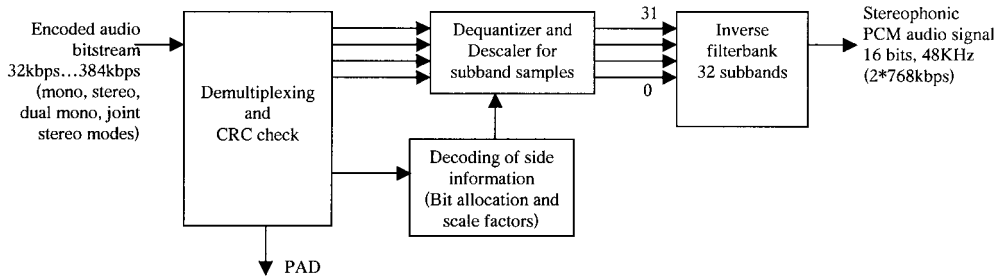 Encoded audio
bitstream
32kbps...384kbps
(mono, stereo,
dual mono, joint
stereo modes)
Demultiplexing
and
CRC check
PAD
Dequantizer and
Descaler for
subband samples
Decoding of side
information
(Bit allocation and
scale factors)
31
0
Inverse
filterbank
32 subbands
Stereophonic
PCM audio signal
16 bits, 48KHz
(2*768kbps)